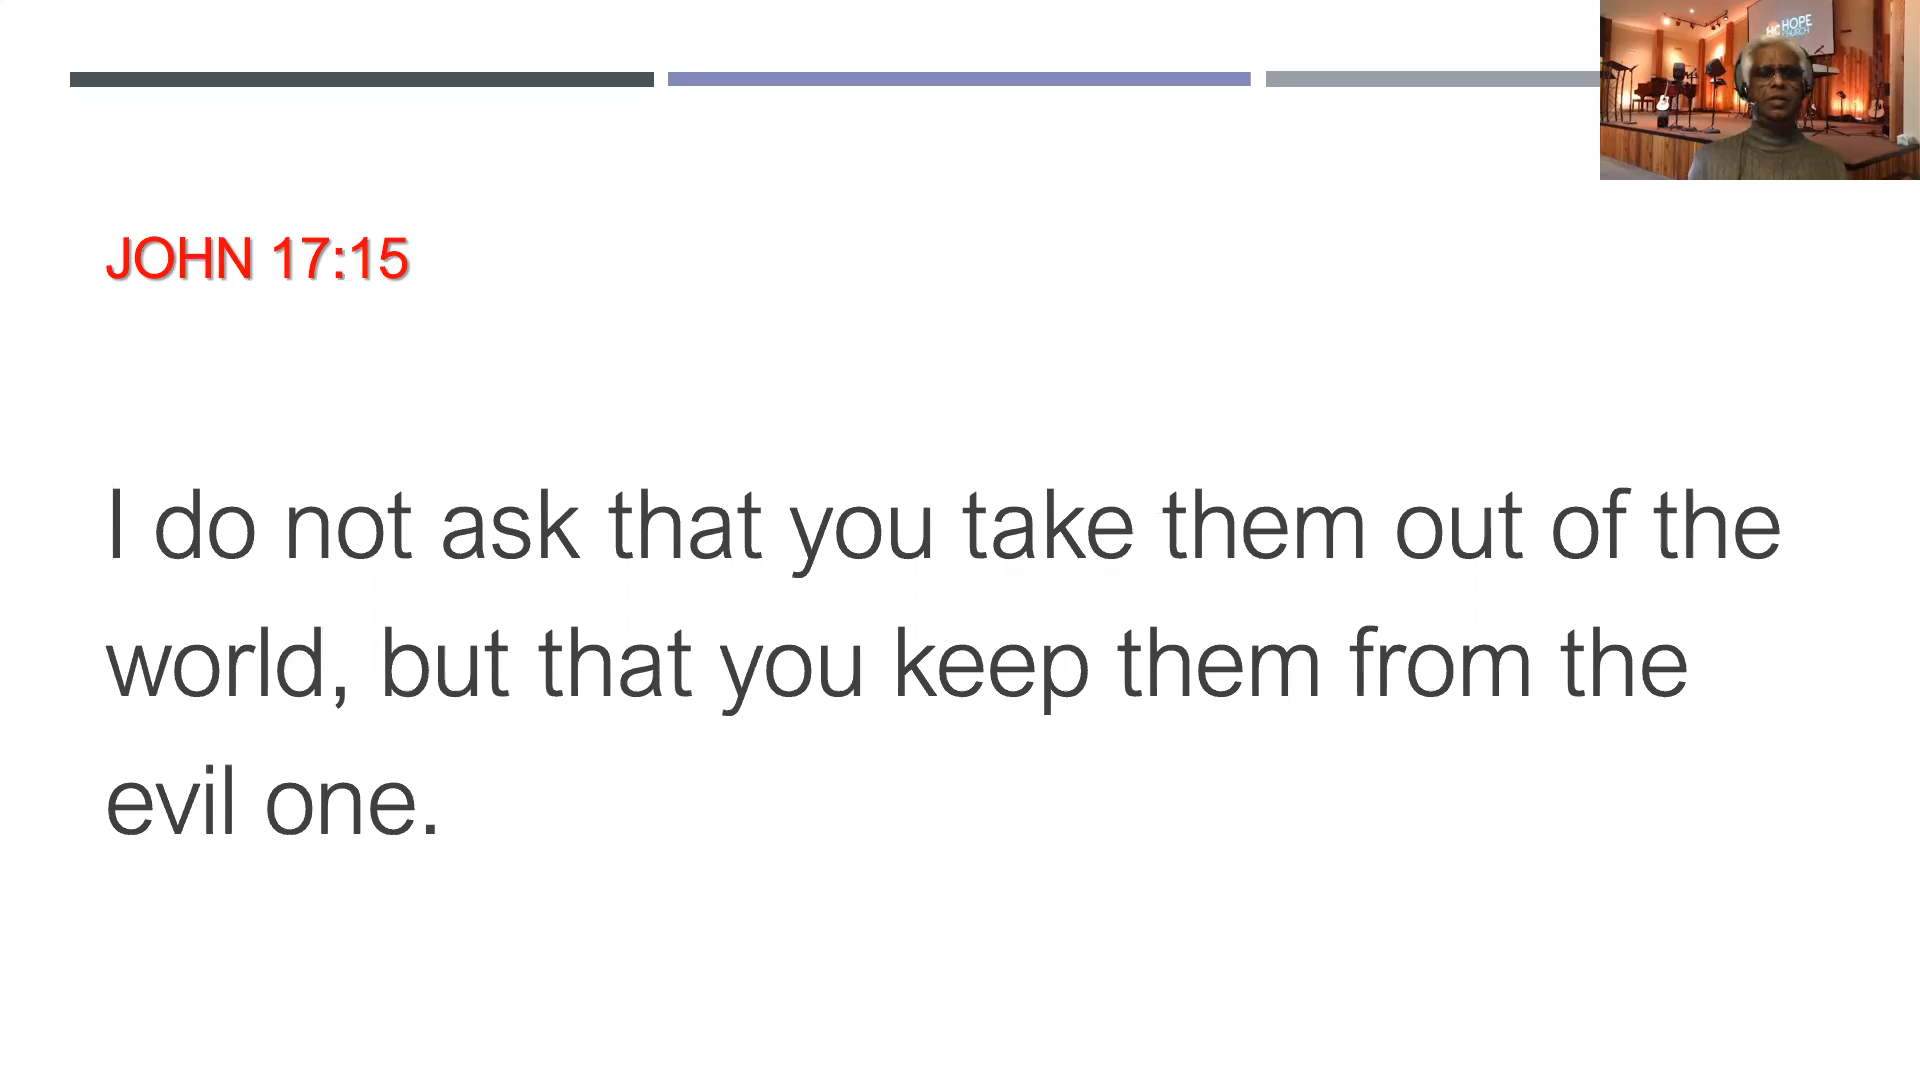 HOPE
JOHN 17:15
I do not ask that you take them out of the
world, but that you keep them from the
evil one.